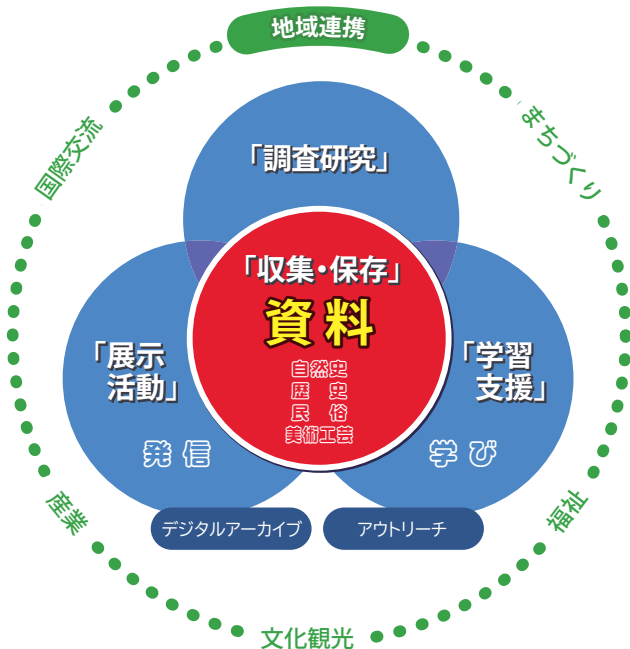 地域連携
国際交流
まちづくり
「調査研究」
「収集・保存」
資料
自然史
歴 史
民 俗
美術工芸
「展示
活動」
発信
「学習
支援」
学び
デジタルアーカイブ
アウトリーチ
産業
福祉
文化観光